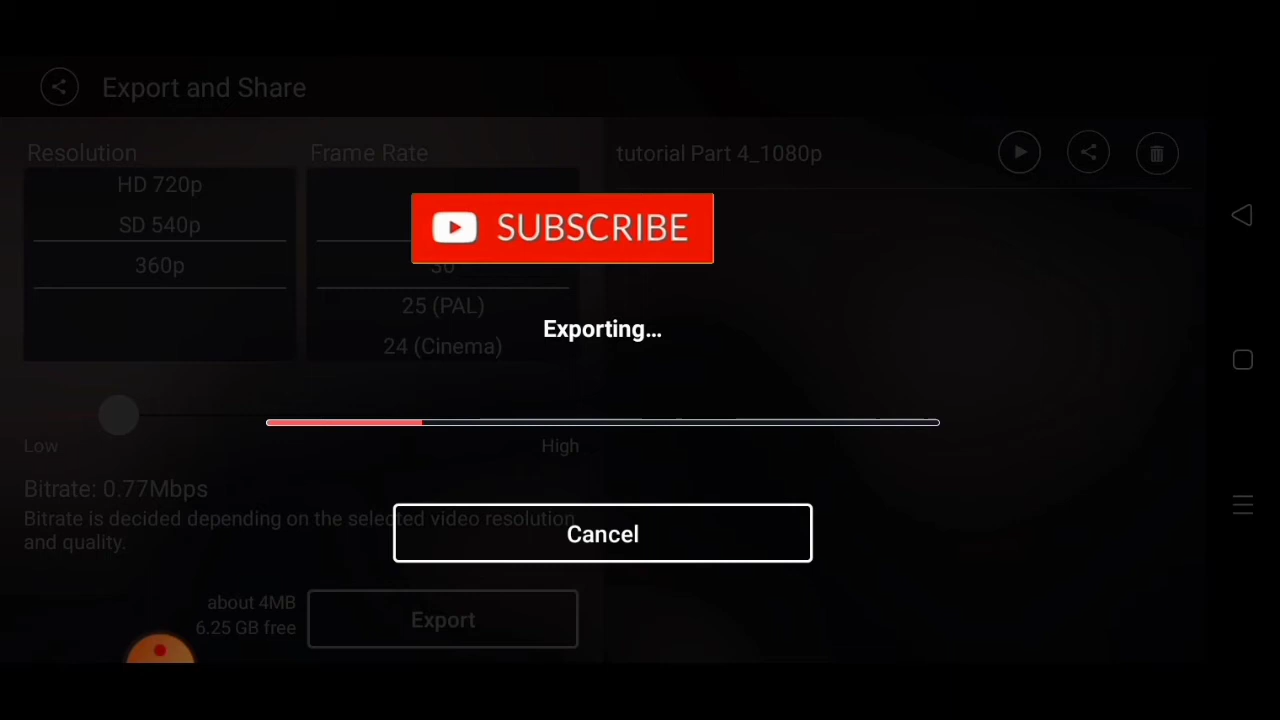 Export and Share
Resolution
Frame Rate
tutorial Part 4_1080p
HD 720p
SD 540p
360p
SUBSCRIBE
30
25 (PAL)
24 (Cinema)
Exporting...
Low
High
Bitrate: 0.77Mbps
Bitrate is decided depending on the selected video resolution
and quality.
Cancel
about 4MB
6.25 GB free
Export